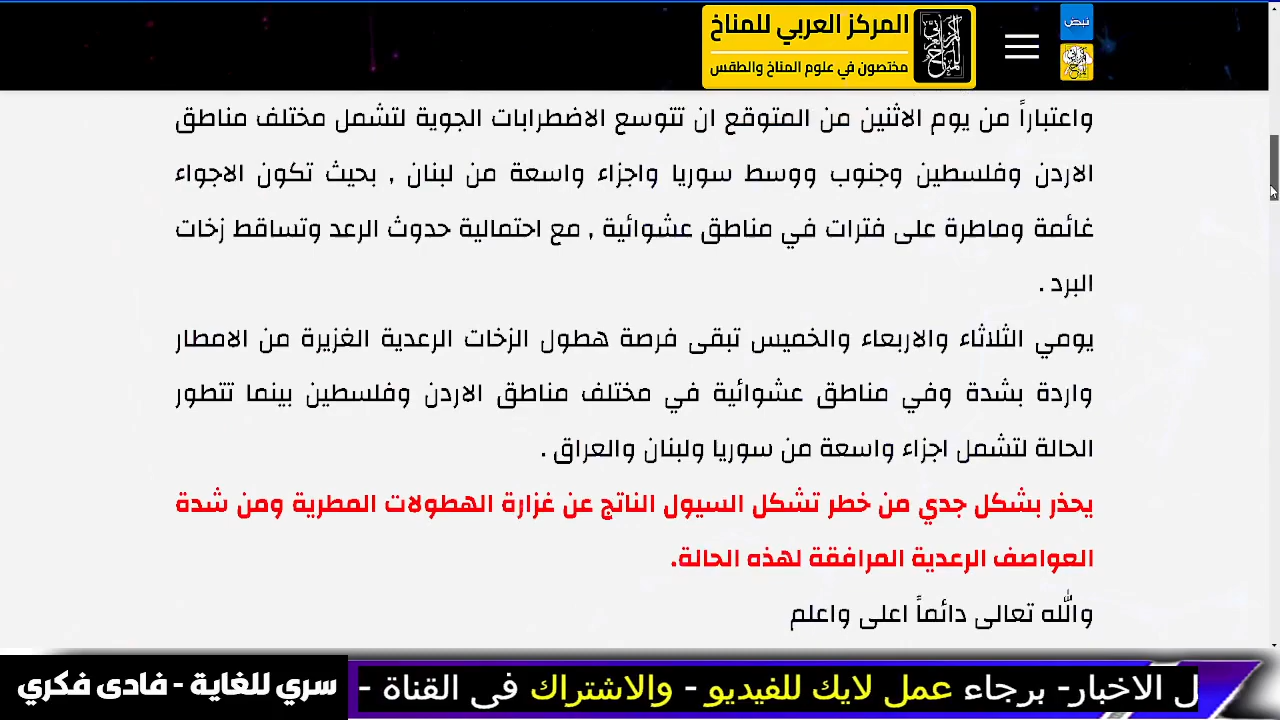 المركز العربي للمناخ
مختصون في علوم المناخ والطقس
نبض
واعتباراً من يوم الاثنين من المتوقع ان تتوسع الاضطرابات الجوية لتشمل مختلف مناطق
الاردن وفلسطين وجنوب ووسط سوريا واجزاء واسعة من لبنان , بحيث تكون الاجواء
غائمة وماطرة على فترات في مناطق عشوائية , مع احتمالية حدوث الرعد وتساقط زخات
البرد .
يومي الثلاثاء والاربعاء والخميس تبقى فرصة هطول الزخات الرعدية الغزيرة من الامطار
واردة بشدة وفي مناطق عشوائية في مختلف مناطق الاردن وفلسطين بينما تتطور
الحالة لتشمل اجزاء واسعة من سوريا ولبنان والعراق .
يحذر بشكل جدي من خطر تشكل السيول الناتج عن غزارة الهطولات المطرية ومن شدة
العواصف الرعدية المرافقة لهذه الحالة.
والله تعالى دائماً اعلى واعلم
ل الاخبار- برجاء عمل لايك للفيديو - والاشتراك فى القناة -
سري للغاية - فادى فكري